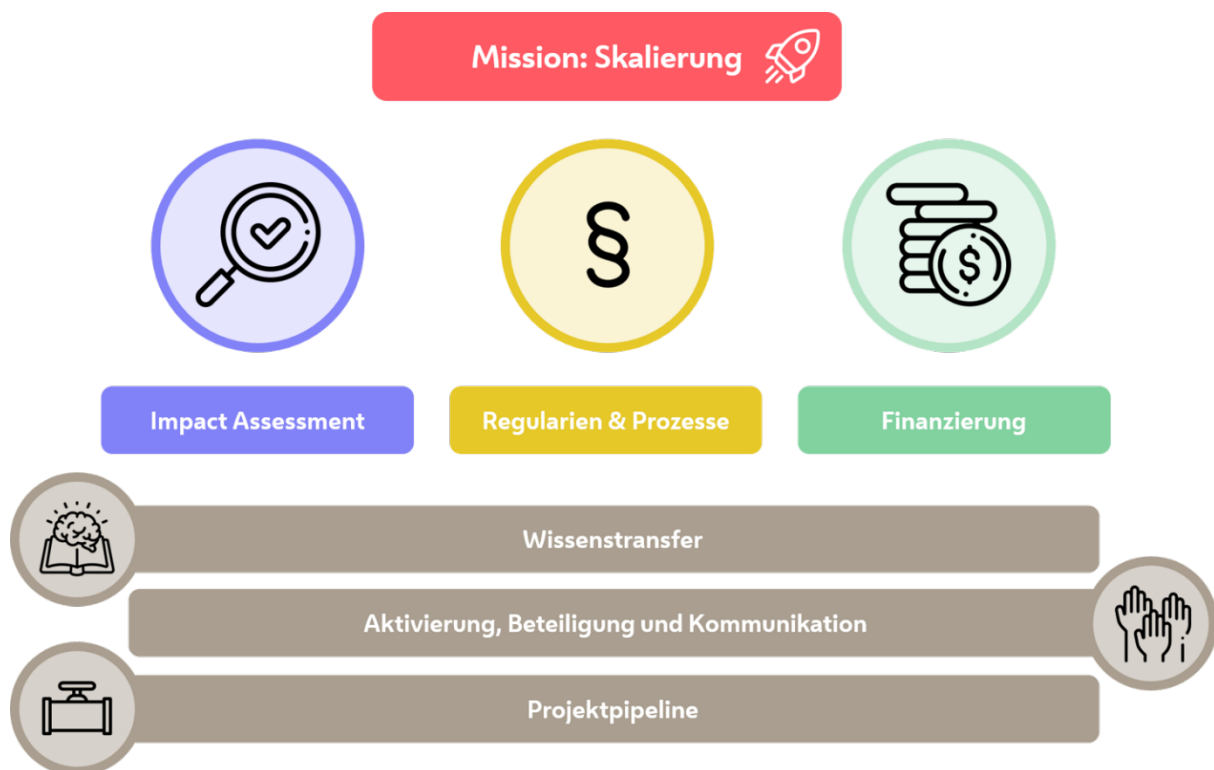 Mission: Skalierung
§
$
Impact Assessment
Regularien & Prozesse
Finanzierung
Wissenstransfer
Aktivierung, Beteiligung und Kommunikation
Projektpipeline